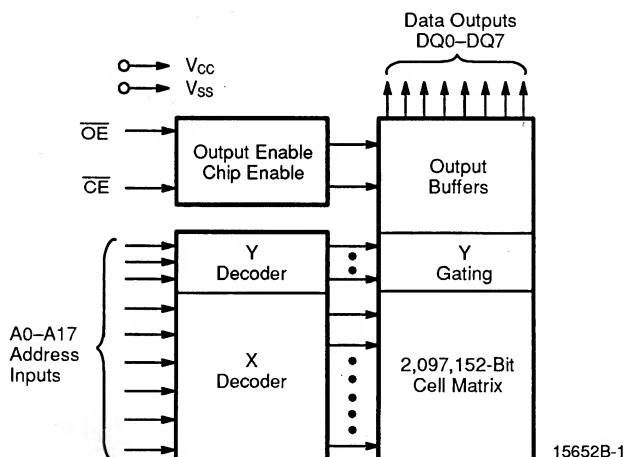 Data Outputs
DQ0–DQ7
VCC
VSS
OE
CE
Output Enable
Chip Enable
Output
Buffers
Y
Decoder
Y
Gating
A0–A17
Address
Inputs
X
Decoder
2,097,152-Bit
Cell Matrix
15652B-1